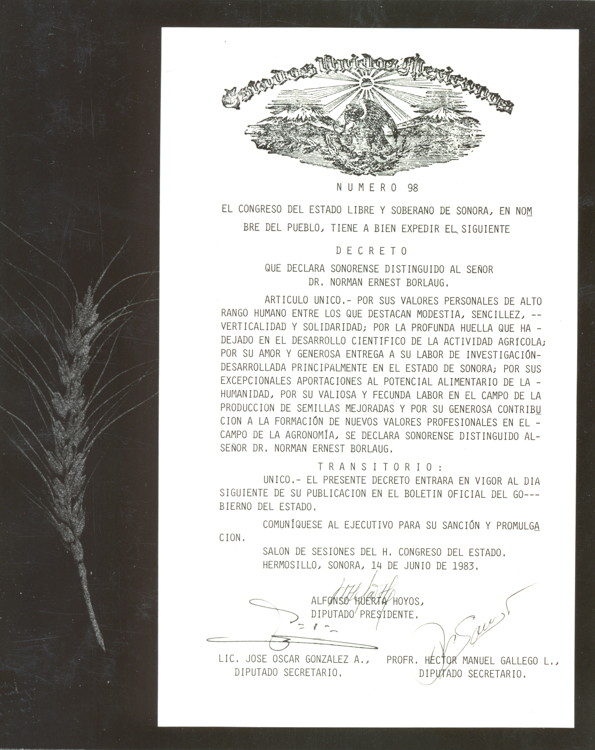 Estados Unidos Mexicanos
NUMERO 98
EL CONGRESO DEL ESTADO LIBRE Y SOBERANO DE SONORA, EN NOM
BRE DEL PUEBLO, TIENE A BIEN EXPEDIR EL SIGUIENTE
DECRETO
QUE DECLARA SONORENSE DISTINGUIDO AL SEÑOR
DR. NORMAN ERNEST BORLAUG.
ARTICULO UNICO.- POR SUS VALORES PERSONALES DE ALTO
RANGO HUMANO ENTRE LOS QUE DESTACAN MODESTIA, SENCILLEZ, --
VERTICALIDAD Y SOLIDARIDAD; POR LA PROFUNDA HUELLA QUE HA -
DEJADO EN EL DESARROLLO CIENTIFICO DE LA ACTIVIDAD AGRICOLA;
POR SU AMOR Y GENEROSA ENTREGA A SU LABOR DE INVESTIGACIÓN-
DESARROLLADA PRINCIPALMENTE EN EL ESTADO DE SONORA; POR SUS
EXCEPCIONALES APORTACIONES AL POTENCIAL ALIMENTARIO DE LA -
HUMANIDAD, POR SU VALIOSA Y FECUNDA LABOR EN EL CAMPO DE LA
PRODUCCION DE SEMILLAS MEJORADAS Y POR SU GENEROSA CONTRIBU
CION A LA FORMACIÓN DE NUEVOS VALORES PROFESIONALES EN EL -
CAMPO DE LA AGRONOMÍA, SE DECLARA SONORENSE DISTINGUIDO AL-
SEÑOR DR. NORMAN ERNEST BORLAUG.
TRANSITORIO:
UNICO.- EL PRESENTE DECRETO ENTRARA EN VIGOR AL DIA
SIGUIENTE DE SU PUBLICACION EN EL BOLETIN OFICIAL DEL GO---
BIERNO DEL ESTADO.
COMUNÍQUESE AL EJECUTIVO PARA SU SANCIÓN Y PROMULGA
CION.
SALON DE SESIONES DEL H. CONGRESO DEL ESTADO.
HERMOSILLO, SONORA, 14 DE JUNIO DE 1983.
ALFONSO HUERTA HOYOS,
DIPUTADO PRESIDENTE.
LIC. JOSE OSCAR GONZALEZ A., PROFR. HECTOR MANUEL GALLEGO L.,
DIPUTADO SECRETARIO. DIPUTADO SECRETARIO.